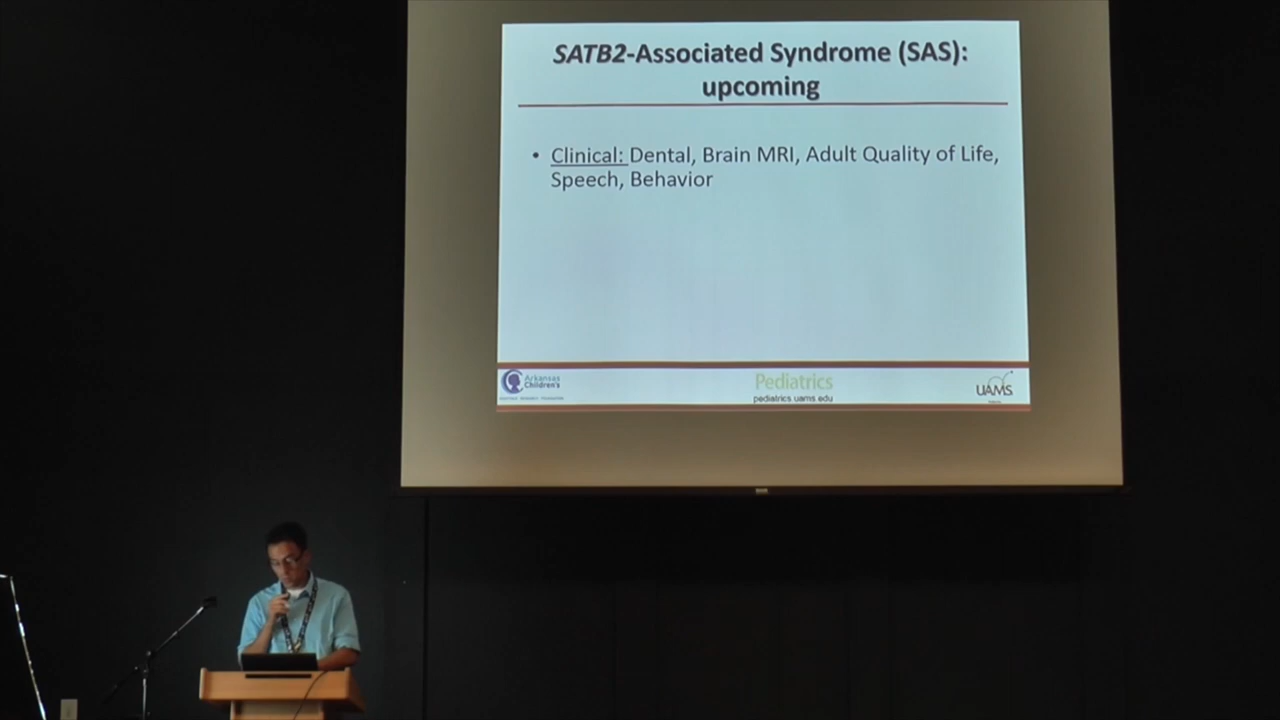 SATB2-Associated Syndrome (SAS):
upcoming
• Clinical: Dental, Brain MRI, Adult Quality of Life,
Speech, Behavior
Arkansas
Children's
Pediatrics
pediatrics.uams.edu
UAMS